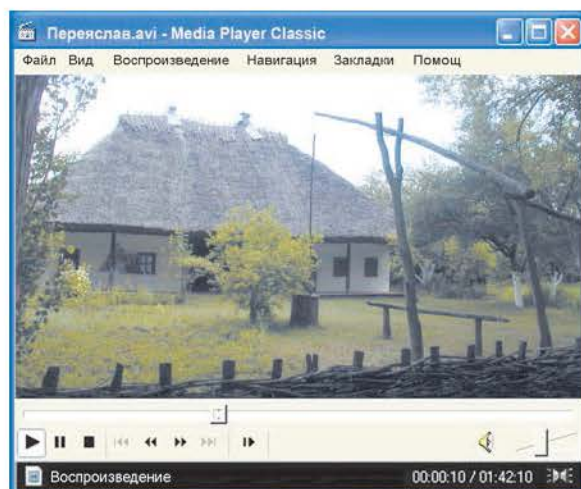 Переяслав.avi - Media Player Classic
Файл Вид Воспроизведение Навигация Закладки Помощ
Воспроизведение 00:00:10 / 01:42:10